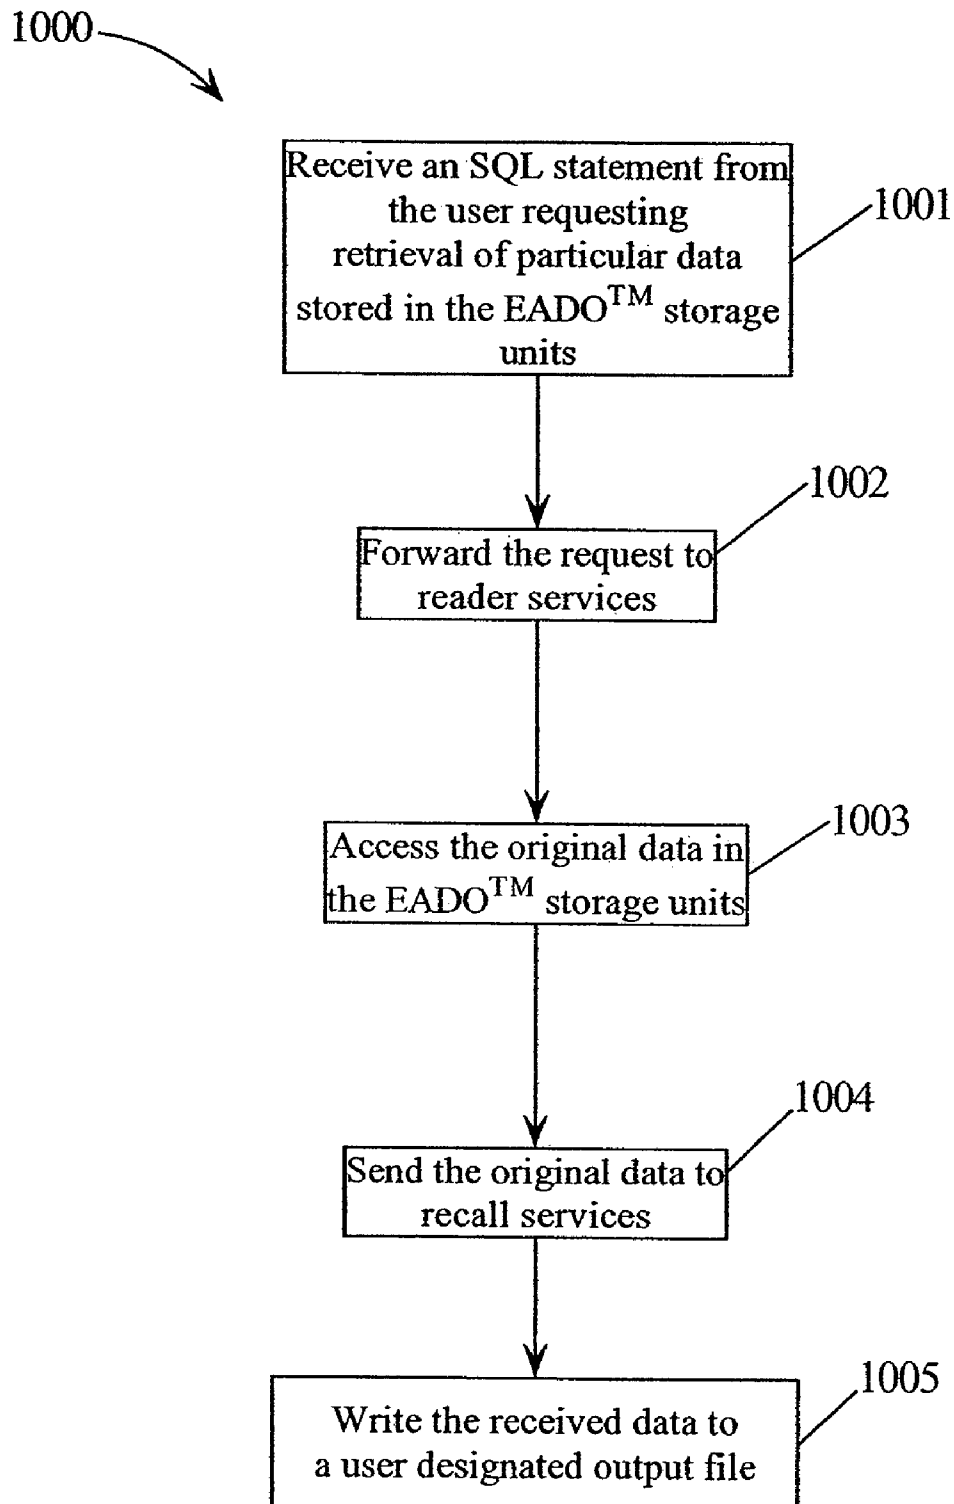 1000
Receive an SQL statement from
the user requesting
retrieval of particular data
stored in the EADO™ storage
units
1001
1002
Forward the request to
reader services
1003
Access the original data in
the EADO™ storage units
1004
Send the original data to
recall services
1005
Write the received data to
a user designated output file